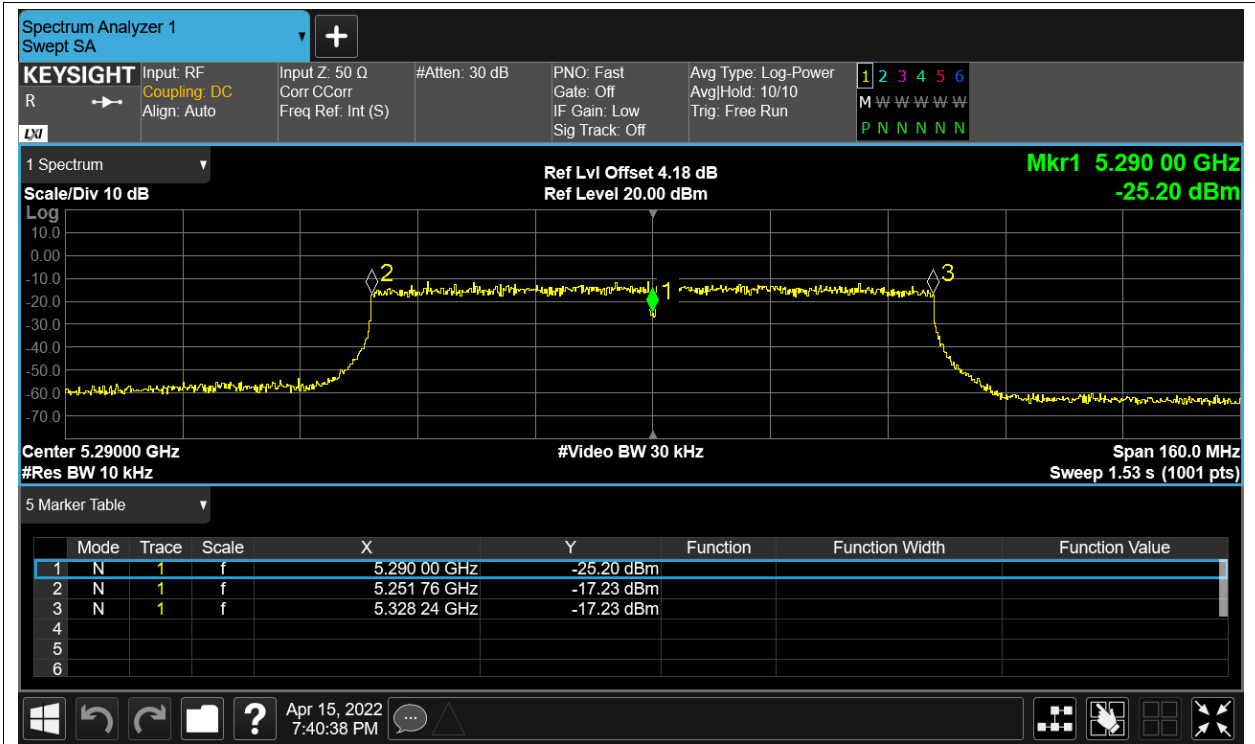 Spectrum Analyzer 1
Swept SA
KEYSIGHT
R
LXI
Input: RF
Coupling: DC
Align: Auto
Input Z: 50 Ω
Corr CCorr
Freq Ref: Int (S)
#Atten: 30 dB
PNO: Fast
Gate: Off
IF Gain: Low
Sig Track: Off
Avg Type: Log-Power
Avg|Hold: 10/10
Trig: Free Run
1 2 3 4 5 6
M W W W W W
P N N N N N
1 Spectrum
Scale/Div 10 dB
Ref Lvl Offset 4.18 dB
Ref Level 20.00 dBm
Mkr1 5.290 00 GHz
-25.20 dBm
Log
10.0
0.00
-10.0
-20.0
-30.0
-40.0
-50.0
-60.0
-70.0
2
1
3
Center 5.29000 GHz
#Video BW 30 kHz
Span 160.0 MHz
#Res BW 10 kHz
Sweep 1.53 s (1001 pts)
5 Marker Table
Mode Trace Scale X Y Function Function Width Function Value
1 N 1 f 5.290 00 GHz -25.20 dBm
2 N 1 f 5.251 76 GHz -17.23 dBm
3 N 1 f 5.328 24 GHz -17.23 dBm
4
5
6
?
Apr 15, 2022
7:40:38 PM